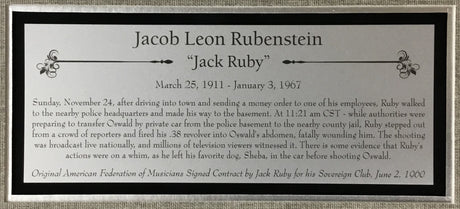 Jacob Leon Rubenstein
“Jack Ruby”
March 25, 1911 - January 3, 1967
Sunday, November 24, after driving into town and sending a money order to one of his employees, Ruby walked
to the nearby police headquarters and made his way to the basement. At 11:21 am CST - while authorities were
preparing to transfer Oswald by private car from the police basement to the nearby county jail, Ruby stepped out
from a crowd of reporters and fired his .38 revolver into Oswald's abdomen, fatally wounding him. The shooting
was broadcast live nationally, and millions of television viewers witnessed it. There is some evidence that Ruby's
actions were on a whim, as he left his favorite dog, Sheba, in the car before shooting Oswald.
Original American Federation of Musicians Signed Contract by Jack Ruby for his Sovereign Club, June 2, 1900